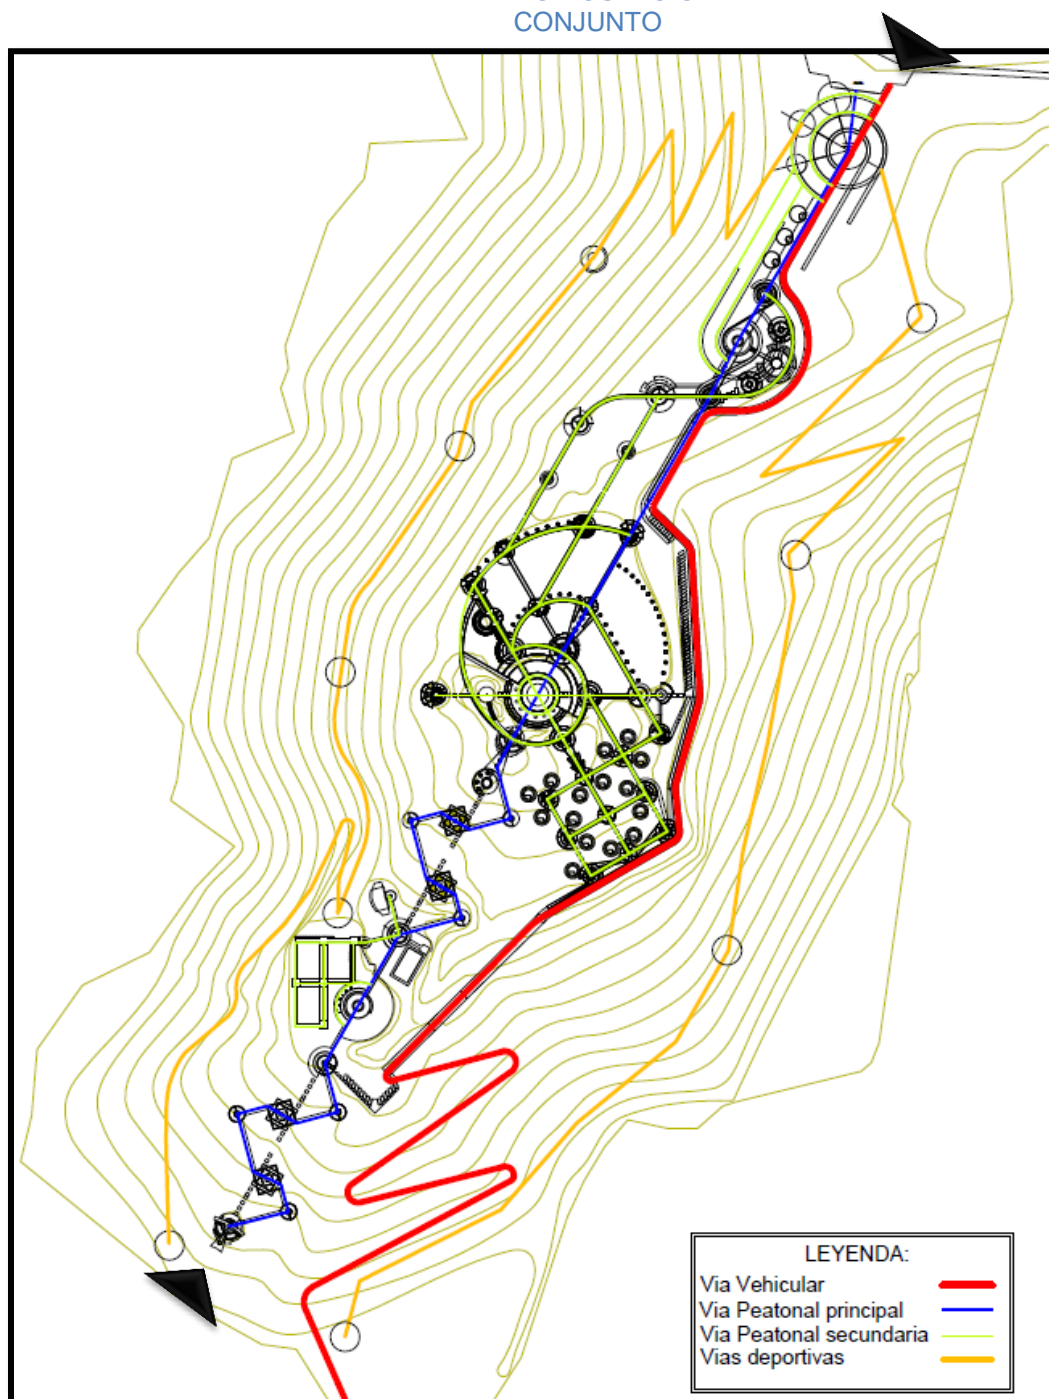 CONJUNTO
LEYENDA:
Via Vehicular
Via Peatonal principal
Via Peatonal secundaria
Vias deportivas